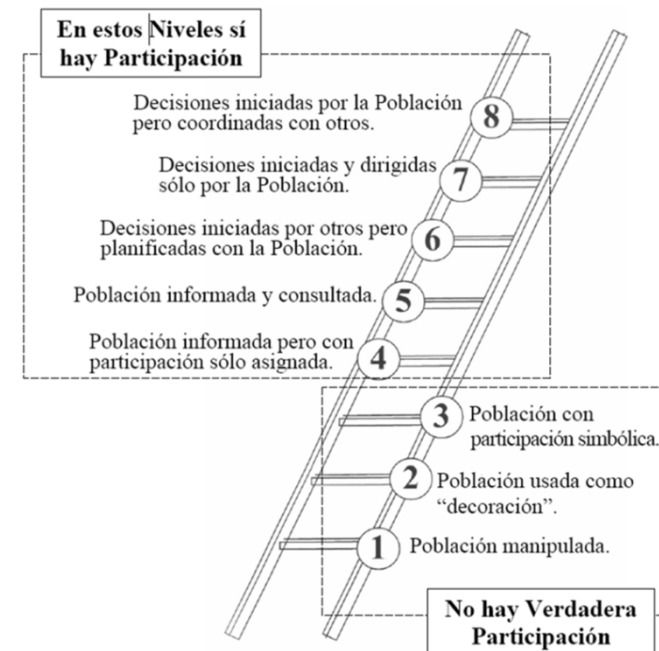 En estos Niveles sí
hay Participación
Decisiones iniciadas por la Población
pero coordinadas con otros.
8
Decisiones iniciadas y dirigidas
sólo por la Población.
7
Decisiones iniciadas por otros pero
planificadas con la Población.
6
Población informada y consultada.
5
Población informada pero con
participación sólo asignada.
4
3
Población con
participación simbólica.
2
Población usada como
“decoración”.
1
Población manipulada.
No hay Verdadera
Participación